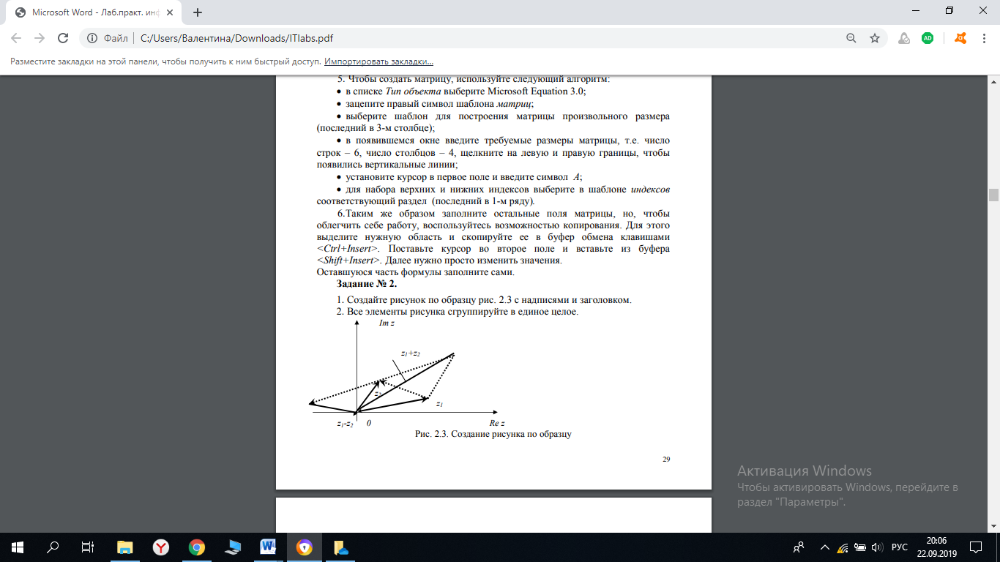 Microsoft Word - Лаб.практ. инф
Файл C:/Users/Валентина/Downloads/ITlabs.pdf
Разместите закладки на этой панели, чтобы получить к ним быстрый доступ. Импортировать закладки...
5. Чтобы создать матрицу, используйте следующий алгоритм:
• в списке Тип объекта выберите Microsoft Equation 3.0;
• зацепите правый символ шаблона матриц;
• выберите шаблон для построения матрицы произвольного размера
(последний в 3-м столбце);
• в появившемся окне введите требуемые размеры матрицы, т.е. число
строк – 6, число столбцов – 4, щелкните на левую и правую границы, чтобы
появились вертикальные линии;
• установите курсор в первое поле и введите символ А;
• для набора верхних и нижних индексов выберите в шаблоне индексов
соответствующий раздел (последний в 1-м ряду).
6.Таким же образом заполните остальные поля матрицы, но, чтобы
облегчить себе работу, воспользуйтесь возможностью копирования. Для этого
выделите нужную область и скопируйте ее в буфер обмена клавишами
<Ctrl+Insert>. Поставьте курсор во второе поле и вставьте из буфера
<Shift+Insert>. Далее нужно просто изменить значения.
Оставшуюся часть формулы заполните сами.
Задание № 2.
1. Создайте рисунок по образцу рис. 2.3 с надписями и заголовком.
2. Все элементы рисунка сгруппируйте в единое целое.
Im z
z1+z2
z2
z1
z1-z2 0 Re z
Рис. 2.3. Создание рисунка по образцу
29
Активация Windows
Чтобы активировать Windows, перейдите в
раздел "Параметры".
РУС
20:06
22.09.2019